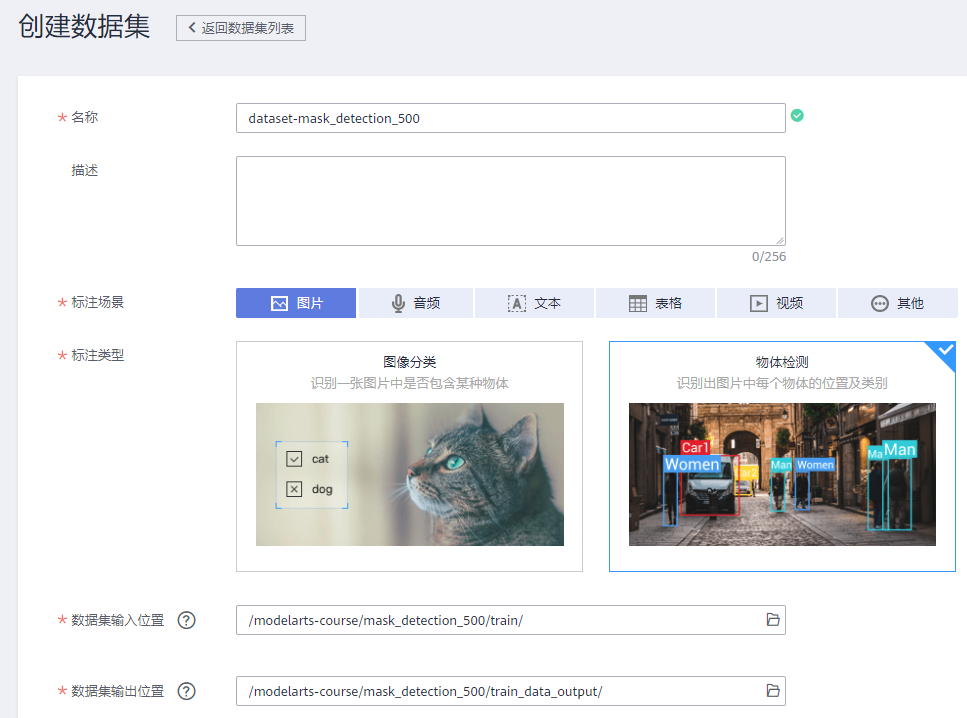 创建数据集
返回数据集列表
* 名称
dataset-mask_detection_500
描述
0/256
* 标注场景
图片
音频
A 文本
表格
视频
其他
* 标注类型
图像分类
识别一张图片中是否包含某种物体
cat
dog
物体检测
识别出图片中每个物体的位置及类别
Car1
Women
Car2
Man
Women
Ma
Man
* 数据集输入位置 ?
/modelarts-course/mask_detection_500/train/
* 数据集输出位置 ?
/modelarts-course/mask_detection_500/train_data_output/